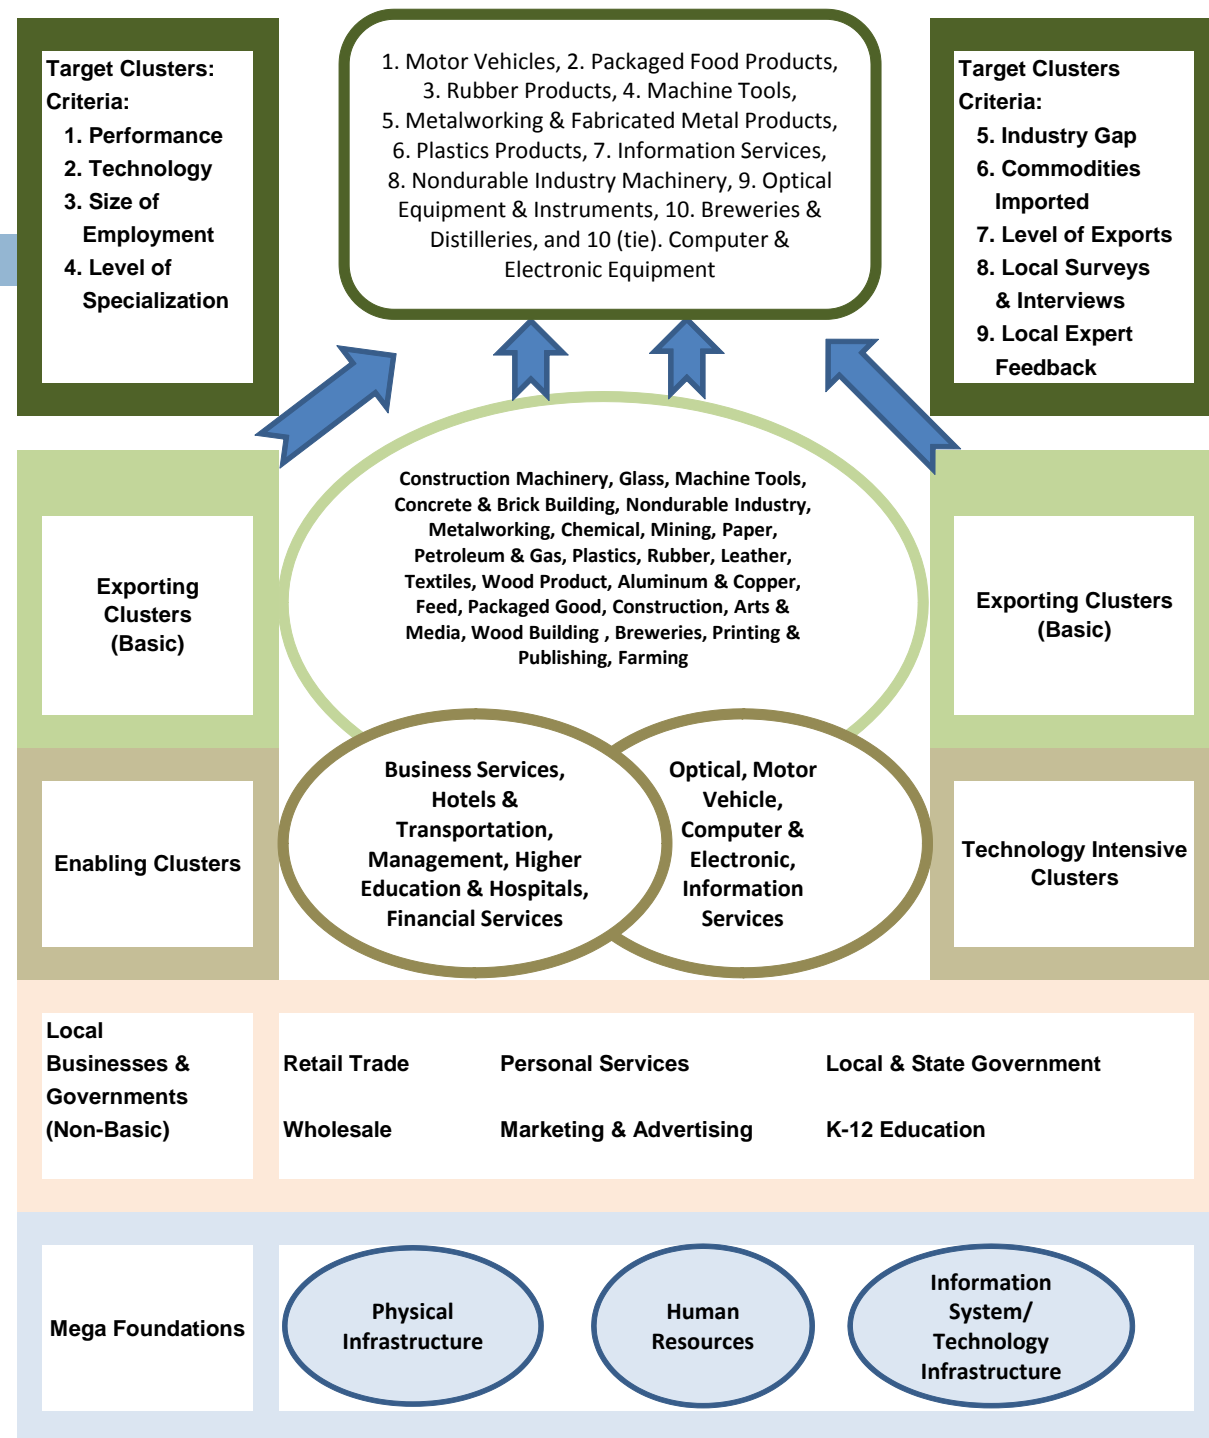 Target Clusters:
Criteria:
1. Performance
2. Technology
3. Size of
Employment
4. Level of
Specialization
1. Motor Vehicles, 2. Packaged Food Products,
3. Rubber Products, 4. Machine Tools,
5. Metalworking & Fabricated Metal Products,
6. Plastics Products, 7. Information Services,
8. Nondurable Industry Machinery, 9. Optical
Equipment & Instruments, 10. Breweries &
Distilleries, and 10 (tie). Computer &
Electronic Equipment
Target Clusters
Criteria:
5. Industry Gap
6. Commodities
Imported
7. Level of Exports
8. Local Surveys
& Interviews
9. Local Expert
Feedback
Exporting
Clusters
(Basic)
Construction Machinery, Glass, Machine Tools,
Concrete & Brick Building, Nondurable Industry,
Metalworking, Chemical, Mining, Paper,
Petroleum & Gas, Plastics, Rubber, Leather,
Textiles, Wood Product, Aluminum & Copper,
Feed, Packaged Good, Construction, Arts &
Media, Wood Building , Breweries, Printing &
Publishing, Farming
Exporting Clusters
(Basic)
Enabling Clusters
Business Services,
Hotels &
Transportation,
Management, Higher
Education & Hospitals,
Financial Services
Optical, Motor
Vehicle,
Computer &
Electronic,
Information
Services
Technology Intensive
Clusters
Local
Businesses &
Governments
(Non-Basic)
Retail Trade Personal Services Local & State Government
Wholesale Marketing & Advertising K-12 Education
Mega Foundations
Physical
Infrastructure
Human
Resources
Information
System/
Technology
Infrastructure